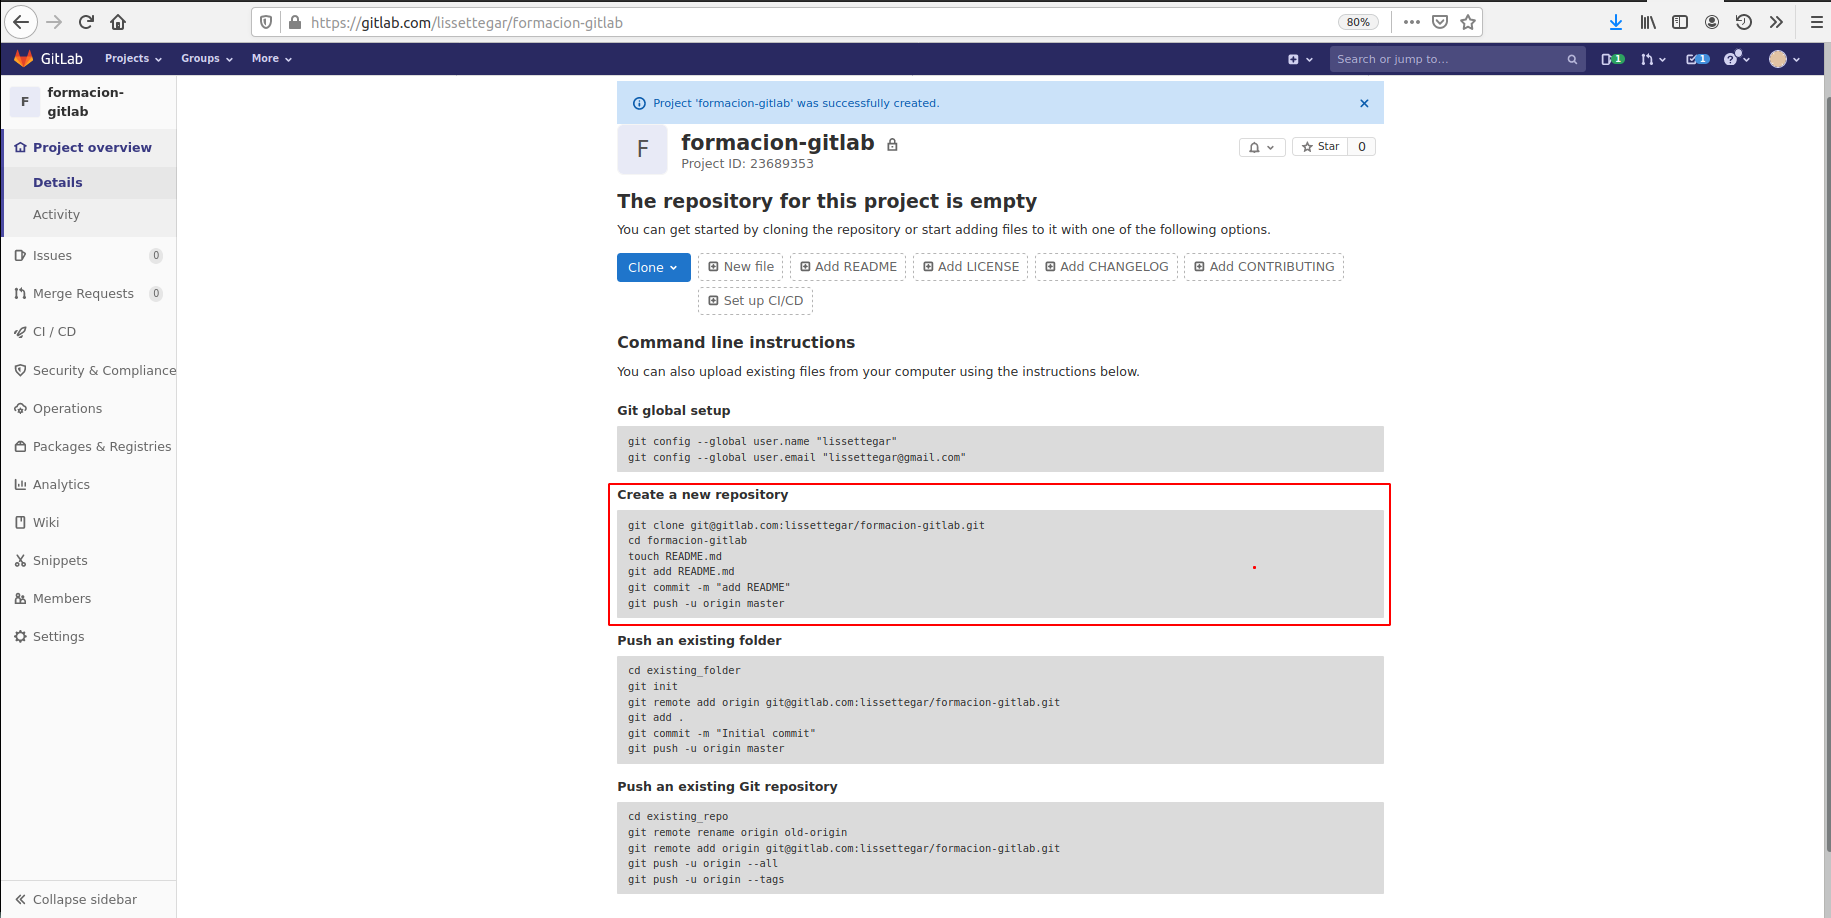 https://gitlab.com/lissettegar/formacion-gitlab
80%
GitLab
Projects
Groups
More
Search or jump to...
1
1
F
formacion-
gitlab
Project overview
Details
Activity
Issues
0
Merge Requests
0
CI / CD
Security & Compliance
Operations
Packages & Registries
Analytics
Wiki
Snippets
Members
Settings
Collapse sidebar
Project 'formacion-gitlab' was successfully created.
F
formacion-gitlab
Project ID: 23689353
Star
0
The repository for this project is empty
You can get started by cloning the repository or start adding files to it with one of the following options.
Clone
New file
Add README
Add LICENSE
Add CHANGELOG
Add CONTRIBUTING
Set up CI/CD
Command line instructions
You can also upload existing files from your computer using the instructions below.
Git global setup
git config --global user.name "lissettegar"
git config --global user.email "lissettegar@gmail.com"
Create a new repository
git clone git@gitlab.com:lissettegar/formacion-gitlab.git
cd formacion-gitlab
touch README.md
git add README.md
git commit -m "add README"
git push -u origin master
Push an existing folder
cd existing_folder
git init
git remote add origin git@gitlab.com:lissettegar/formacion-gitlab.git
git add .
git commit -m "Initial commit"
git push -u origin master
Push an existing Git repository
cd existing_repo
git remote rename origin old-origin
git remote add origin git@gitlab.com:lissettegar/formacion-gitlab.git
git push -u origin --all
git push -u origin --tags